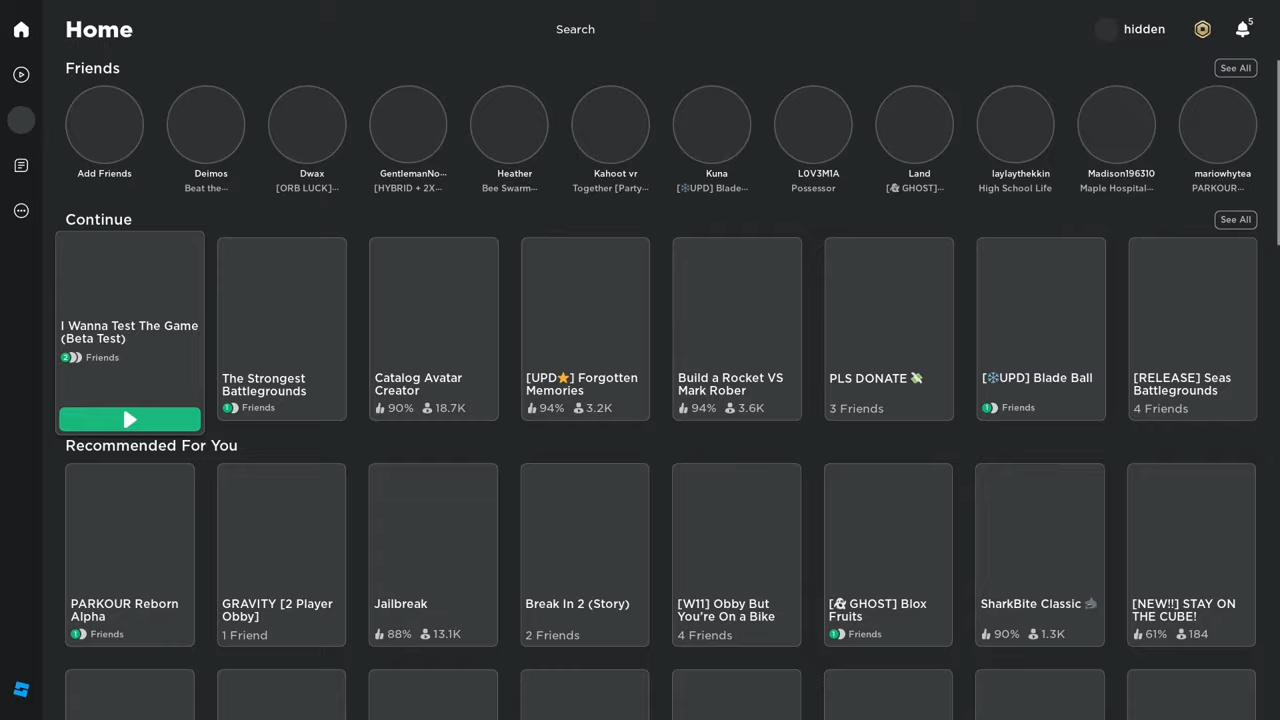 Home
Search
hidden
5
Friends
See All
Add Friends
Deimos
Beat the...
Dwax
[ORB LUCK]...
GentlemanNo...
[HYBRID + 2X...
Heather
Bee Swarm...
Kahoot vr
Together [Party...
Kuna
[❄️UPD] Blade...
L0V3M1A
Possessor
Land
[👻 GHOST]...
laylaythekkin
High School Life
Madison196310
Maple Hospital...
mariowhytea
PARKOUR...
Continue
See All
I Wanna Test The Game
(Beta Test)
2 Friends
The Strongest
Battlegrounds
1 Friends
Catalog Avatar
Creator
90% 18.7K
[UPD⭐] Forgotten
Memories
94% 3.2K
Build a Rocket VS
Mark Rober
94% 3.6K
PLS DONATE 💸
3 Friends
[❄️UPD] Blade Ball
1 Friends
[RELEASE] Seas
Battlegrounds
4 Friends
Recommended For You
PARKOUR Reborn
Alpha
1 Friends
GRAVITY [2 Player
Obby]
1 Friend
Jailbreak
88% 13.1K
Break In 2 (Story)
2 Friends
[W11] Obby But
You're On a Bike
4 Friends
[👻 GHOST] Blox
Fruits
1 Friends
SharkBite Classic 🦈
90% 1.3K
[NEW!!] STAY ON
THE CUBE!
61% 184